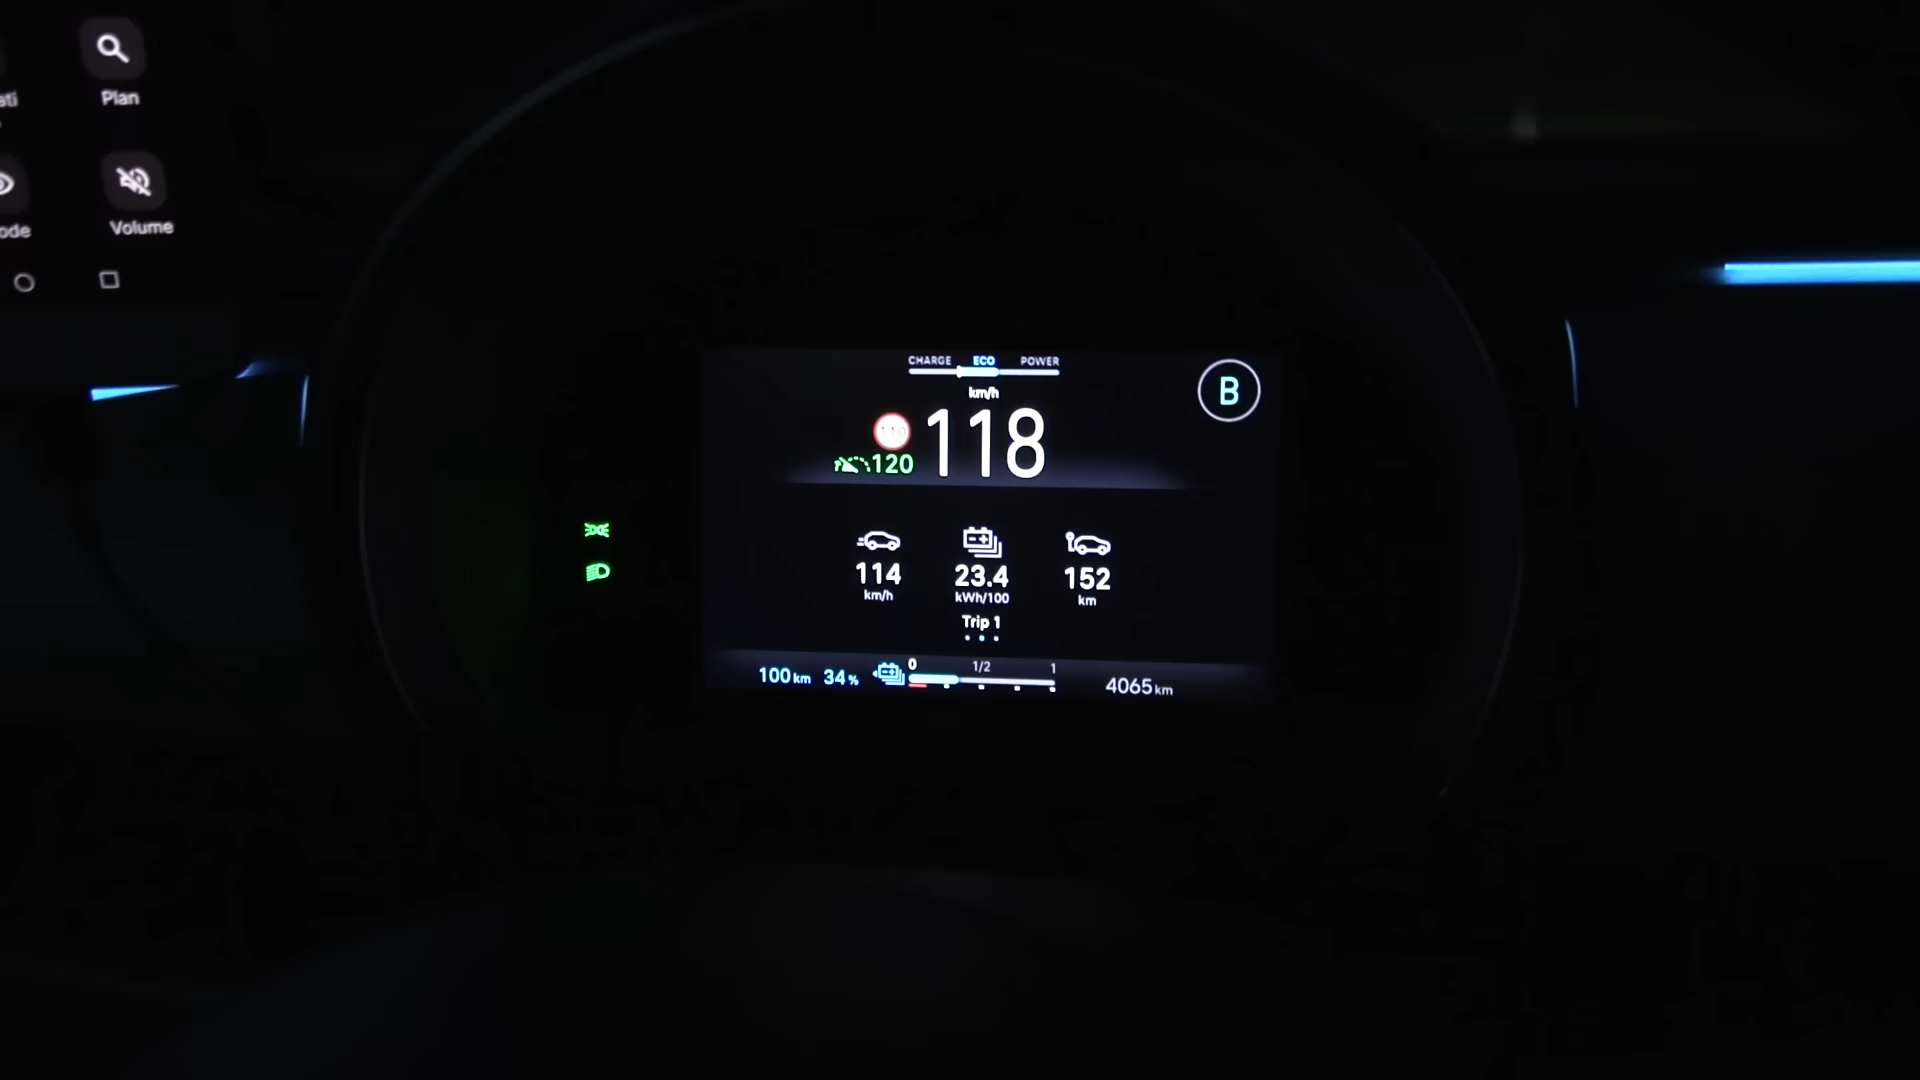 Plan
Volume
CHARGE ECO POWER
km/h
110
118
120
B
114
km/h
23.4
kWh/100
152
km
Trip 1
100 km 34 %
0 1/2 1
4065 km